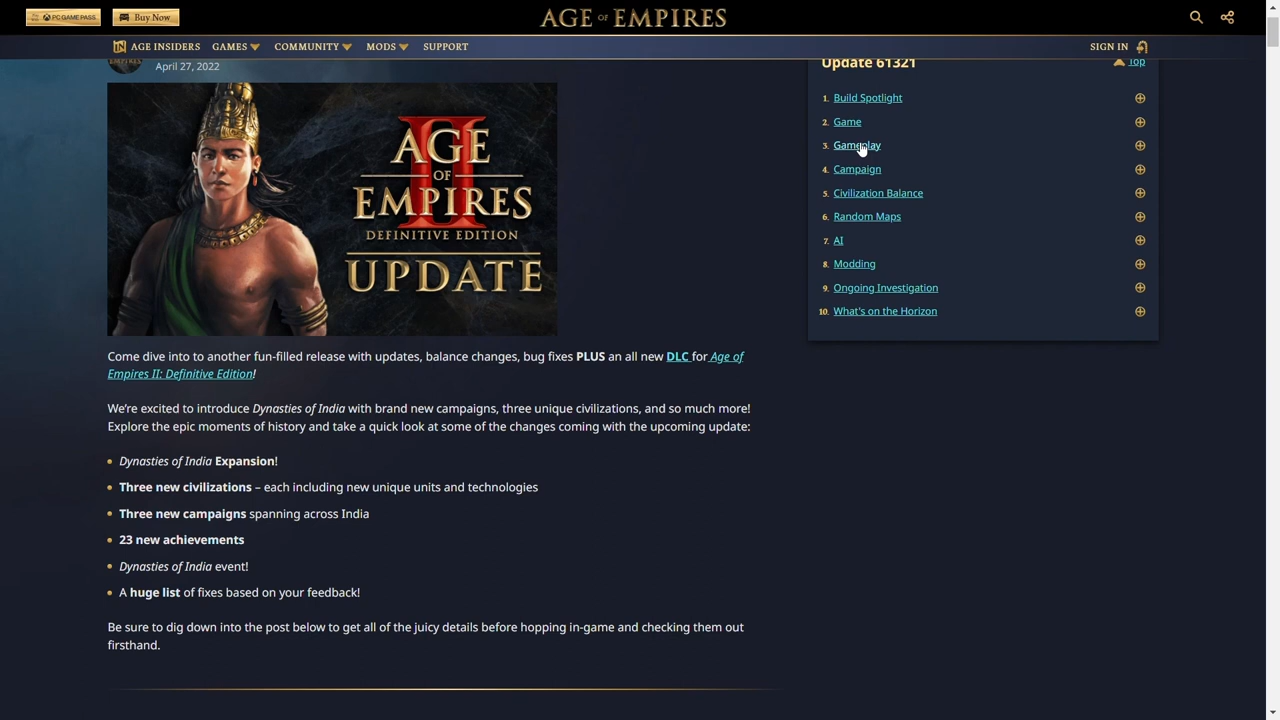 PC GAME PASS
Buy Now
AGE OF EMPIRES
AGE INSIDERS
GAMES
COMMUNITY
MODS
SUPPORT
SIGN IN
April 27, 2022
AGE
OF
EMPIRES
II
DEFINITIVE EDITION
UPDATE
Come dive into to another fun-filled release with updates, balance changes, bug fixes PLUS an all new DLC for Age of
Empires II: Definitive Edition!
We’re excited to introduce Dynasties of India with brand new campaigns, three unique civilizations, and so much more!
Explore the epic moments of history and take a quick look at some of the changes coming with the upcoming update:
Dynasties of India Expansion!
Three new civilizations – each including new unique units and technologies
Three new campaigns spanning across India
23 new achievements
Dynasties of India event!
A huge list of fixes based on your feedback!
Be sure to dig down into the post below to get all of the juicy details before hopping in-game and checking them out
firsthand.
Update 61321
Top
1. Build Spotlight
2. Game
3. Gameplay
4. Campaign
5. Civilization Balance
6. Random Maps
7. AI
8. Modding
9. Ongoing Investigation
10. What's on the Horizon